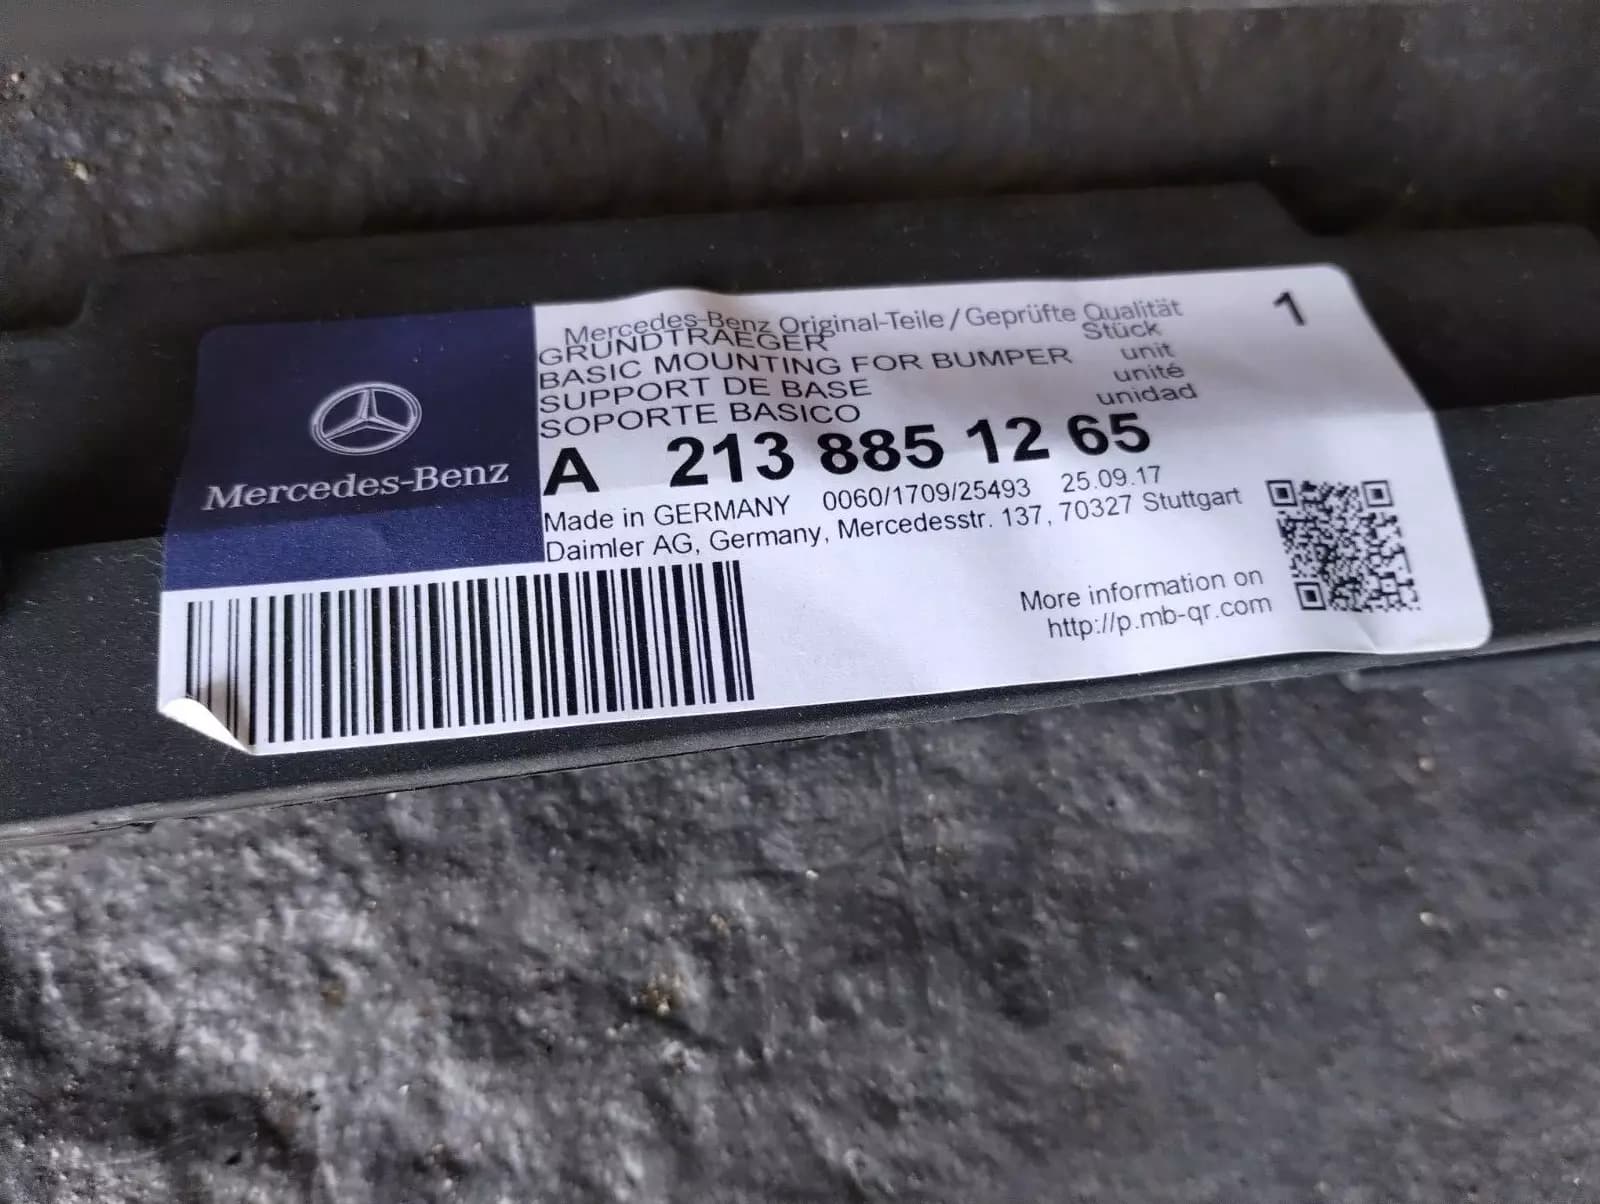 Mercedes-Benz
Mercedes-Benz Original-Teile/Geprüfte Qualität
1
GRUNDTRAEGER
Stück
BASIC MOUNTING FOR BUMPER
unit
SUPPORT DE BASE
unité
SOPORTE BASICO
unidad
A 213 885 12 65
Made in GERMANY 0060/1709/25493 25.09.17
Daimler AG, Germany, Mercedesstr. 137, 70327 Stuttgart
More information on
http://p.mb-qr.com